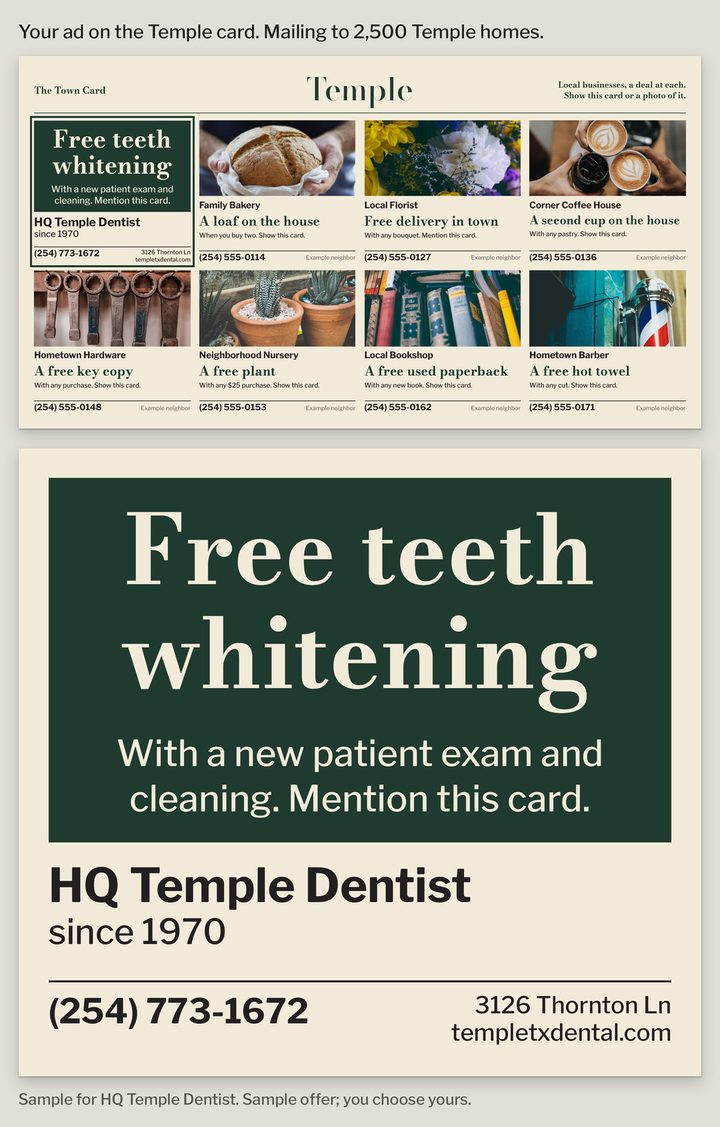 Your ad on the Temple card. Mailing to 2,500 Temple homes.
The Town Card
Temple
Local businesses, a deal at each.
Show this card or a photo of it.
Free teeth
whitening
With a new patient exam and
cleaning. Mention this card.
HQ Temple Dentist
since 1970
(254) 773-1672
3126 Thornton Ln
templetxdental.com
Family Bakery
A loaf on the house
When you buy two. Show this card.
(254) 555-0114
Example neighbor
Local Florist
Free delivery in town
With any bouquet. Mention this card.
(254) 555-0127
Example neighbor
Corner Coffee House
A second cup on the house
With any pastry. Show this card.
(254) 555-0136
Example neighbor
Hometown Hardware
A free key copy
With any purchase. Show this card.
(254) 555-0148
Example neighbor
Neighborhood Nursery
A free plant
With any $25 purchase. Show this card.
(254) 555-0153
Example neighbor
Local Bookshop
A free used paperback
With any new book. Show this card.
(254) 555-0162
Example neighbor
Hometown Barber
A free hot towel
With any cut. Show this card.
(254) 555-0171
Example neighbor
Free teeth
whitening
With a new patient exam and
cleaning. Mention this card.
HQ Temple Dentist
since 1970
(254) 773-1672
3126 Thornton Ln
templetxdental.com
Sample for HQ Temple Dentist. Sample offer; you choose yours.